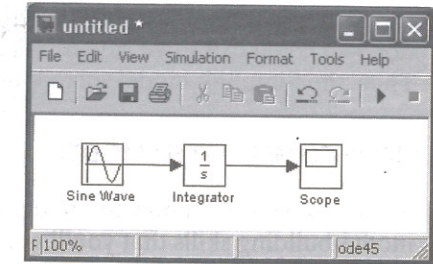 untitled *
File Edit View Simulation Format Tools Help
1
s
Sine Wave Integrator Scope
F 100% ode45